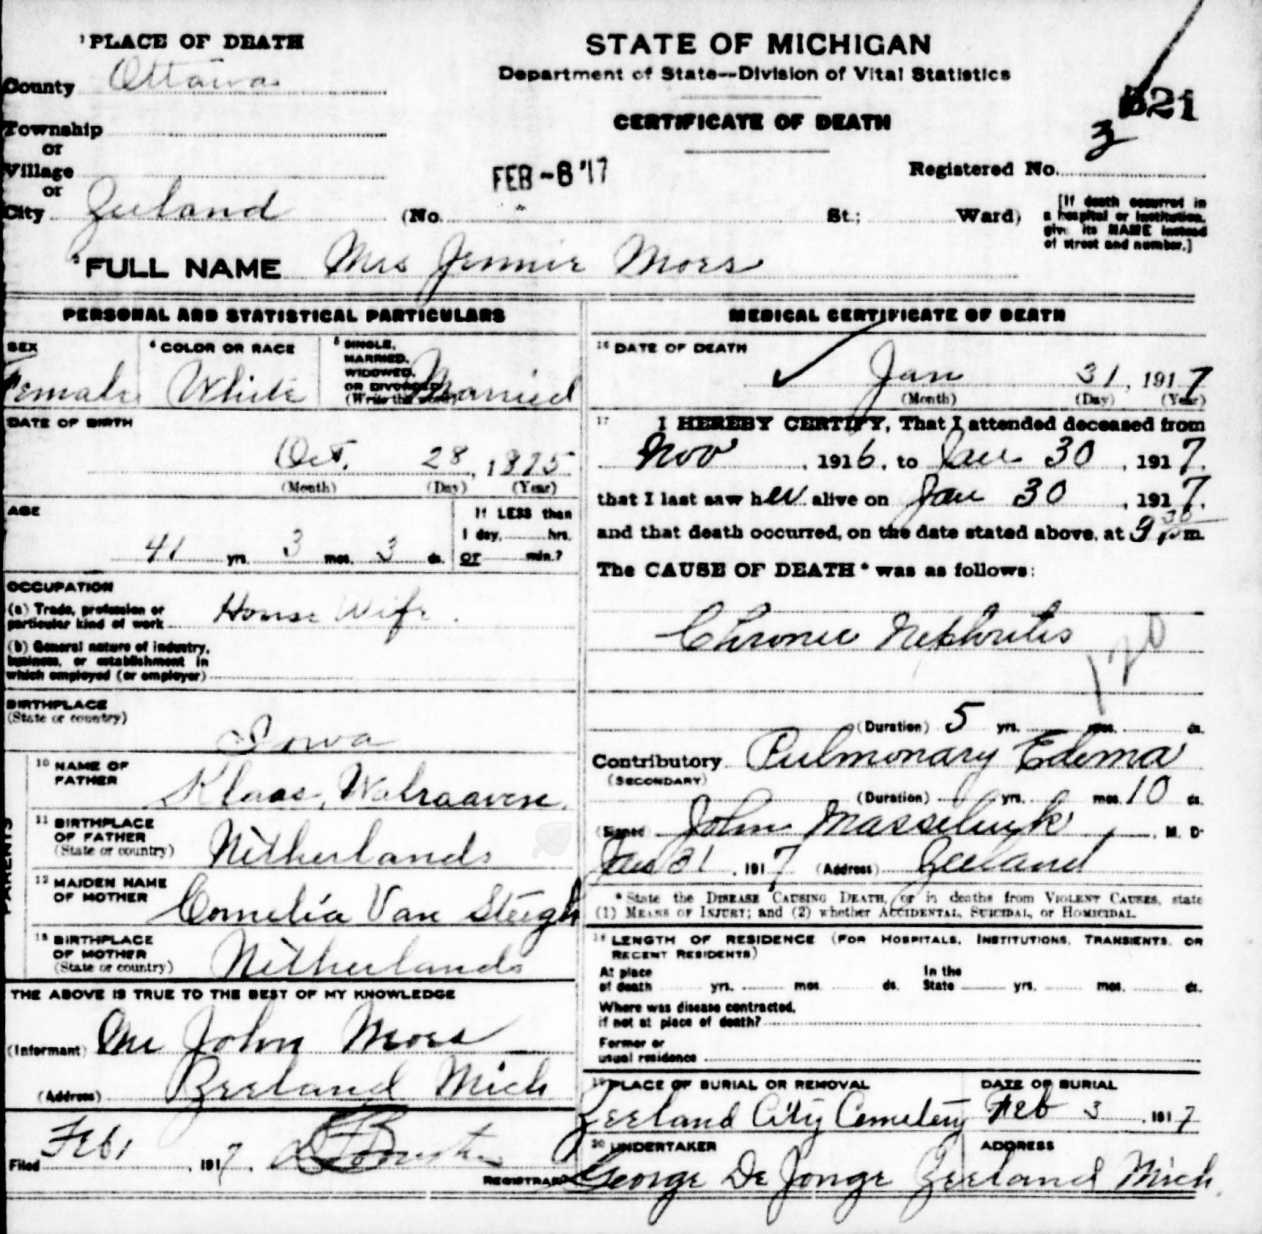 ¹PLACE OF DEATH
County Ottawa
Township
or
Village
or
City Zeeland
STATE OF MICHIGAN
Department of State--Division of Vital Statistics
CERTIFICATE OF DEATH
FEB -8 '17
521
Registered No. 3
(No. St.; Ward)
[If death occurred in
a hospital or institution,
give its NAME instead
of street and number.]
²FULL NAME Mrs Jennie Moes
PERSONAL AND STATISTICAL PARTICULARS
SEX
Female
⁴ COLOR OR RACE
White
⁵ SINGLE,
MARRIED,
WIDOWED,
OR DIVORCED
(Write the word)
Married
DATE OF BIRTH
Oct. 28, 1875
(Month) (Day) (Year)
AGE
41 yrs. 3 mos. 3 ds.
If LESS than
1 day, hrs.
or min.?
OCCUPATION
(a) Trade, profession or
particular kind of work House Wife.
(b) General nature of industry,
business, or establishment in
which employed (or employer)
BIRTHPLACE
(State or country)
Iowa
PARENTS
¹⁰ NAME OF
FATHER
Klaas Walraaven
¹¹ BIRTHPLACE
OF FATHER
(State or country)
Netherlands
¹² MAIDEN NAME
OF MOTHER
Cornelia Van
¹³ BIRTHPLACE
OF MOTHER
(State or country)
Netherlands
THE ABOVE IS TRUE TO THE BEST OF MY KNOWLEDGE
(Informant) Mr John Moes
(Address) Zeeland Mich
Filed Feb 1, 1917.
REGISTRAR
MEDICAL CERTIFICATE OF DEATH
¹⁶ DATE OF DEATH
Jan 31, 1917
(Month) (Day) (Year)
¹⁷ I HEREBY CERTIFY, That I attended deceased from
Nov, 1916, to Jan 30, 1917.
that I last saw her alive on Jan 30, 1917.
and that death occurred, on the date stated above, at 9 30 p m.
The CAUSE OF DEATH* was as follows:
Chronic Nephritis
120
(Duration) 5 yrs. mos. ds.
Contributory Pulmonary Edema
(SECONDARY)
(Duration) yrs. mos. 10 ds.
(Signed) John Masselink, M. D.
Jan 31, 1917 (Address) Zeeland
*State the DISEASE CAUSING DEATH, or in deaths from VIOLENT CAUSES, state
(1) MEANS OF INJURY; and (2) whether ACCIDENTAL, SUICIDAL, OR HOMICIDAL.
¹⁸ LENGTH OF RESIDENCE (FOR HOSPITALS, INSTITUTIONS, TRANSIENTS, OR
RECENT RESIDENTS)
At place
of death yrs. mos. ds.
In the
State yrs. mos. ds.
Where was disease contracted,
if not at place of death?
Former or
usual residence
¹⁹ PLACE OF BURIAL OR REMOVAL
Zeeland City Cemetery
DATE OF BURIAL
Feb 3 1917
²⁰ UNDERTAKER
George De Jonge
ADDRESS
Zeeland Mich.